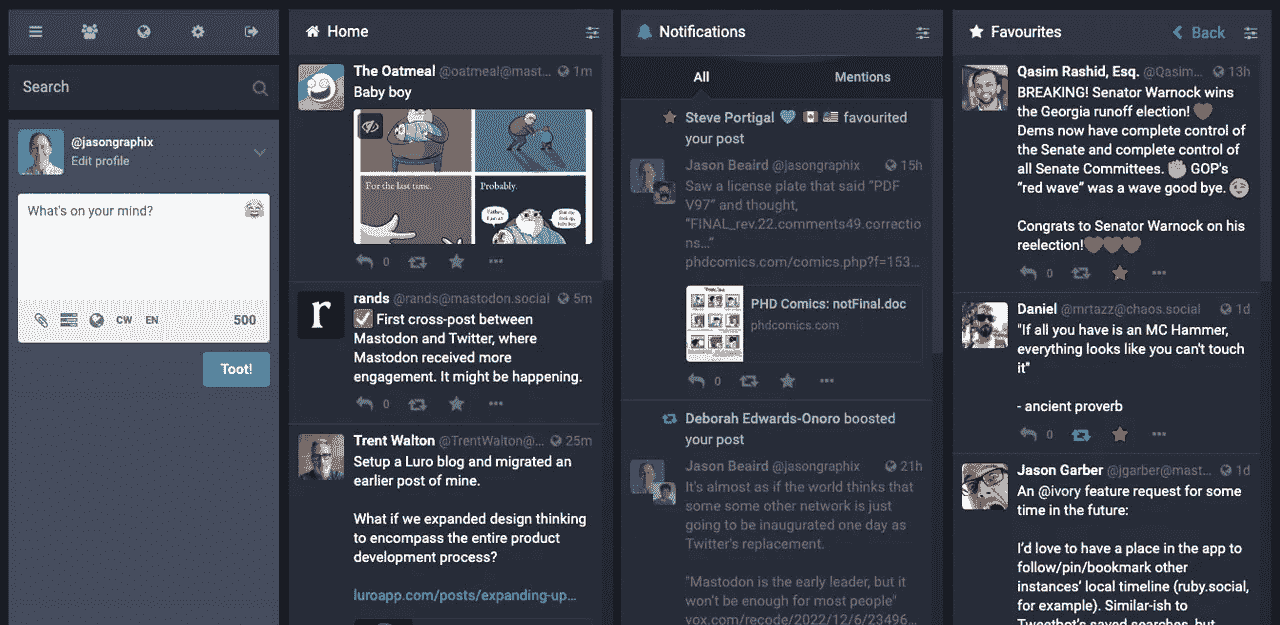 Search
@jasongraphix
Edit profile
What's on your mind?
CW EN 500
Toot!
Home
The Oatmeal @oatmeal@mast... 1m
Baby boy
For the last time.
Probably.
0
rands @rands@mastodon.social 5m
✅ First cross-post between
Mastodon and Twitter, where
Mastodon received more
engagement. It might be happening.
0
Trent Walton @TrentWalton@... 25m
Setup a Luro blog and migrated an
earlier post of mine.
What if we expanded design thinking
to encompass the entire product
development process?
luroapp.com/posts/expanding-up...
Notifications
All Mentions
Steve Portigal 💙 🇨🇦 🇺🇸 favourited
your post
Jason Beaird @jasongraphix 15h
Saw a license plate that said "PDF
V97" and thought,
"FINAL_rev.22.comments49.correctio
ns..."
phdcomics.com/comics.php?f=153...
PHD Comics: notFinal.doc
phdcomics.com
0
Deborah Edwards-Onoro boosted
your post
Jason Beaird @jasongraphix 21h
It's almost as if the world thinks that
some some other network is just
going to be inaugurated one day as
Twitter's replacement.
"Mastodon is the early leader, but it
won't be enough for most people"
vox.com/recode/2022/12/6/23496...
Favourites Back
Qasim Rashid, Esq. @Qasim... 13h
BREAKING! Senator Warnock wins
the Georgia runoff election! 🤎
Dems now have complete control of
the Senate and complete control of
all Senate Committees. ✊ GOP's
"red wave" was a wave good bye. 😉
Congrats to Senator Warnock on his
reelection!🤎🤎🤎
0
Daniel @mrtazz@chaos.social 1d
"If all you have is an MC Hammer,
everything looks like you can't touch
it"
- ancient proverb
0
Jason Garber @jgarber@mast... 1d
An @ivory feature request for some
time in the future:
I'd love to have a place in the app to
follow/pin/bookmark other
instances' local timeline (ruby.social,
for example). Similar-ish to
Tweetbot's saved searches, but